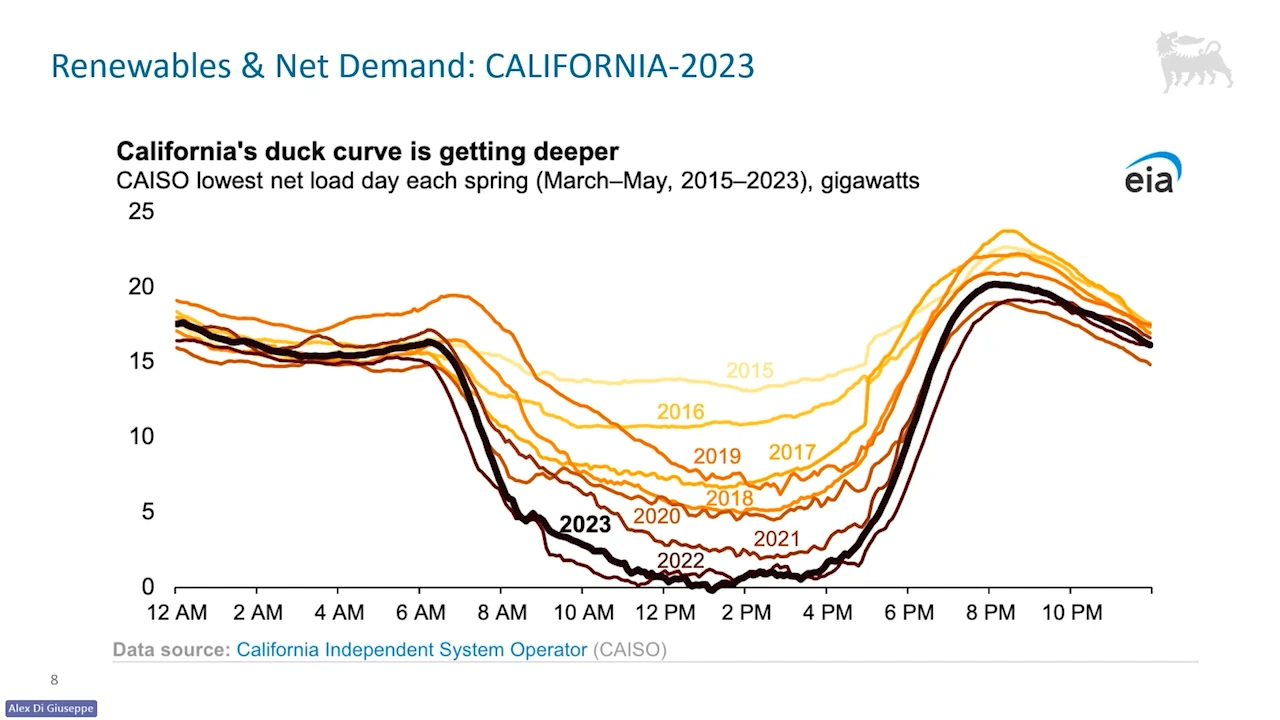 Renewables & Net Demand: CALIFORNIA-2023
California's duck curve is getting deeper
CAISO lowest net load day each spring (March–May, 2015–2023), gigawatts
eia
25
20
15
10
5
0
2015
2016
2019
2017
2018
2020
2023
2021
2022
12 AM 2 AM 4 AM 6 AM 8 AM 10 AM 12 PM 2 PM 4 PM 6 PM 8 PM 10 PM
Data source: California Independent System Operator (CAISO)
8
Alex Di Giuseppe